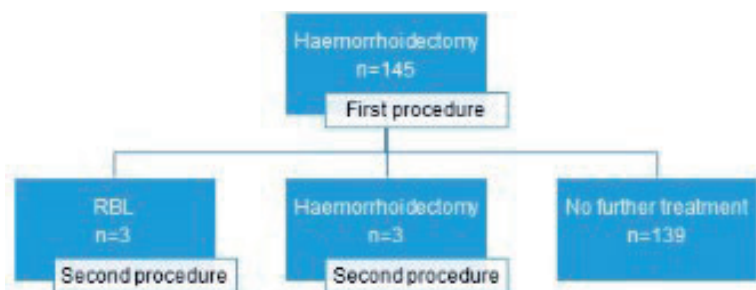 Haemorrhoidectomy
n=145
First procedure
RBL
n=3
Second procedure
Haemorrhoidectomy
n=3
Second procedure
No further treatment
n=139